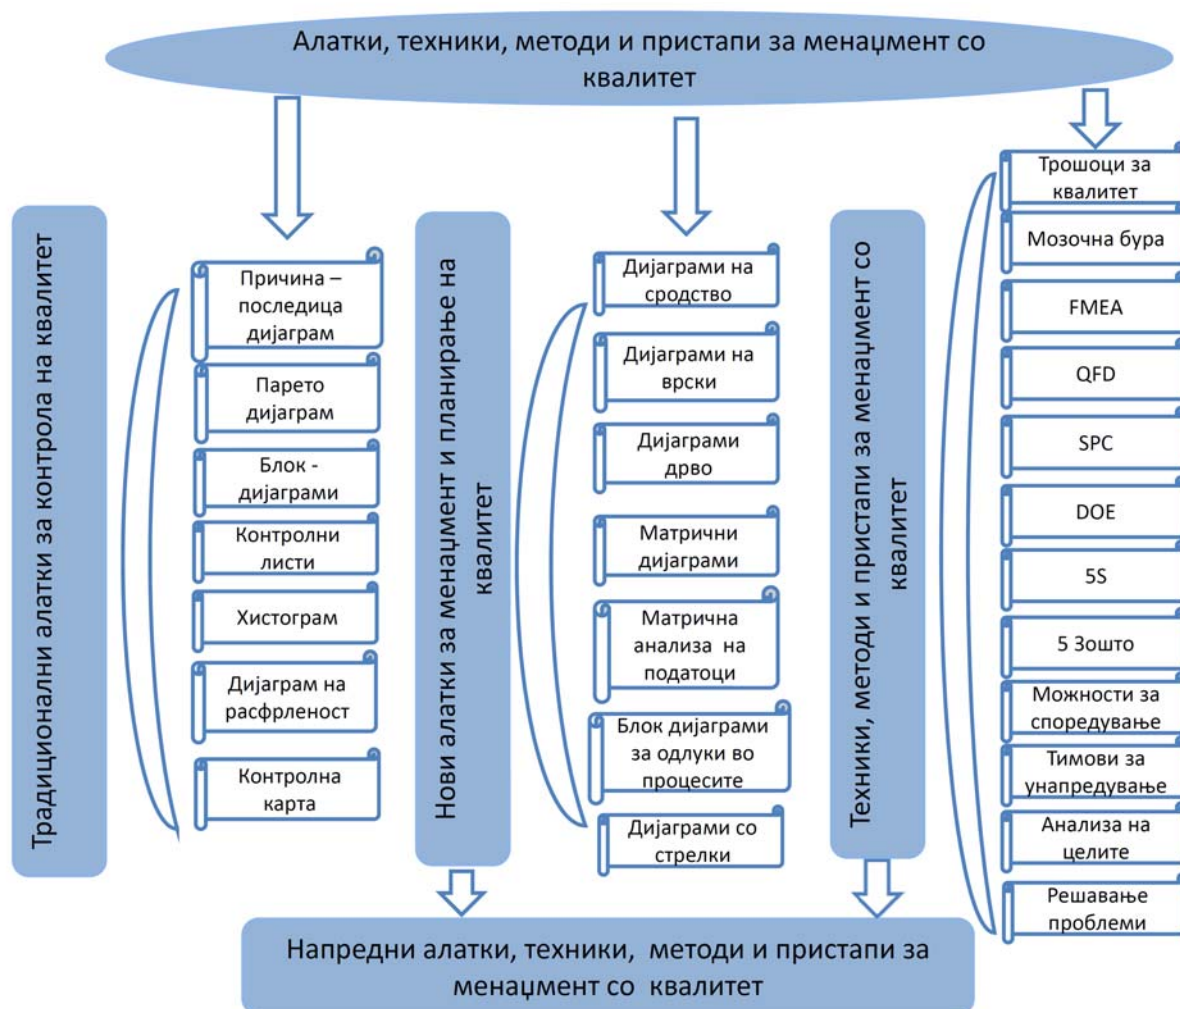 Алатки, техники, методи и пристапи за менаџмент со
квалитет
Традиционални алатки за контрола на квалитет
Причина –
последица
дијаграм
Парето
дијаграм
Блок -
дијаграми
Контролни
листи
Хистограм
Дијаграм на
расфрленост
Контролна
карта
Нови алатки за менаџмент и планирање на
квалитет
Дијаграми на
сродство
Дијаграми на
врски
Дијаграми
дрво
Матрични
дијаграми
Матрична
анализа на
податоци
Блок дијаграми
за одлуки во
процесите
Дијаграми со
стрелки
Техники, методи и пристапи за менаџмент со
квалитет
Трошоци за
квалитет
Мозочна бура
FMEA
QFD
SPC
DOE
5S
5 Зошто
Можности за
споредување
Тимови за
унапредување
Анализа на
целите
Решавање
проблеми
Напредни алатки, техники, методи и пристапи за
менаџмент со квалитет